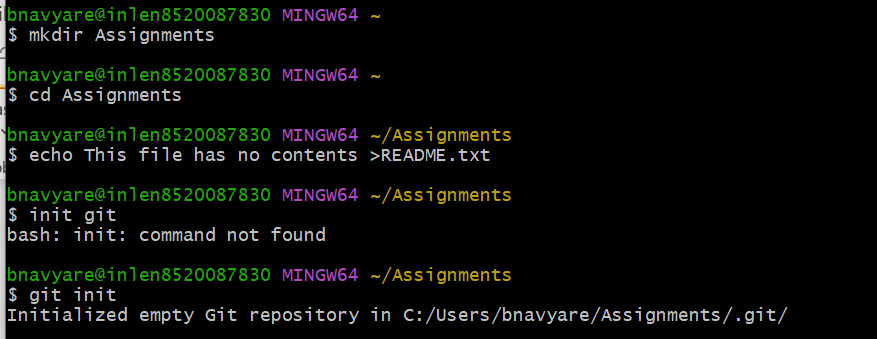 bnavyare@inlen8520087830 MINGW64 ~
$ mkdir Assignments
bnavyare@inlen8520087830 MINGW64 ~
$ cd Assignments
bnavyare@inlen8520087830 MINGW64 ~/Assignments
$ echo This file has no contents >README.txt
bnavyare@inlen8520087830 MINGW64 ~/Assignments
$ init git
bash: init: command not found
bnavyare@inlen8520087830 MINGW64 ~/Assignments
$ git init
Initialized empty Git repository in C:/Users/bnavyare/Assignments/.git/